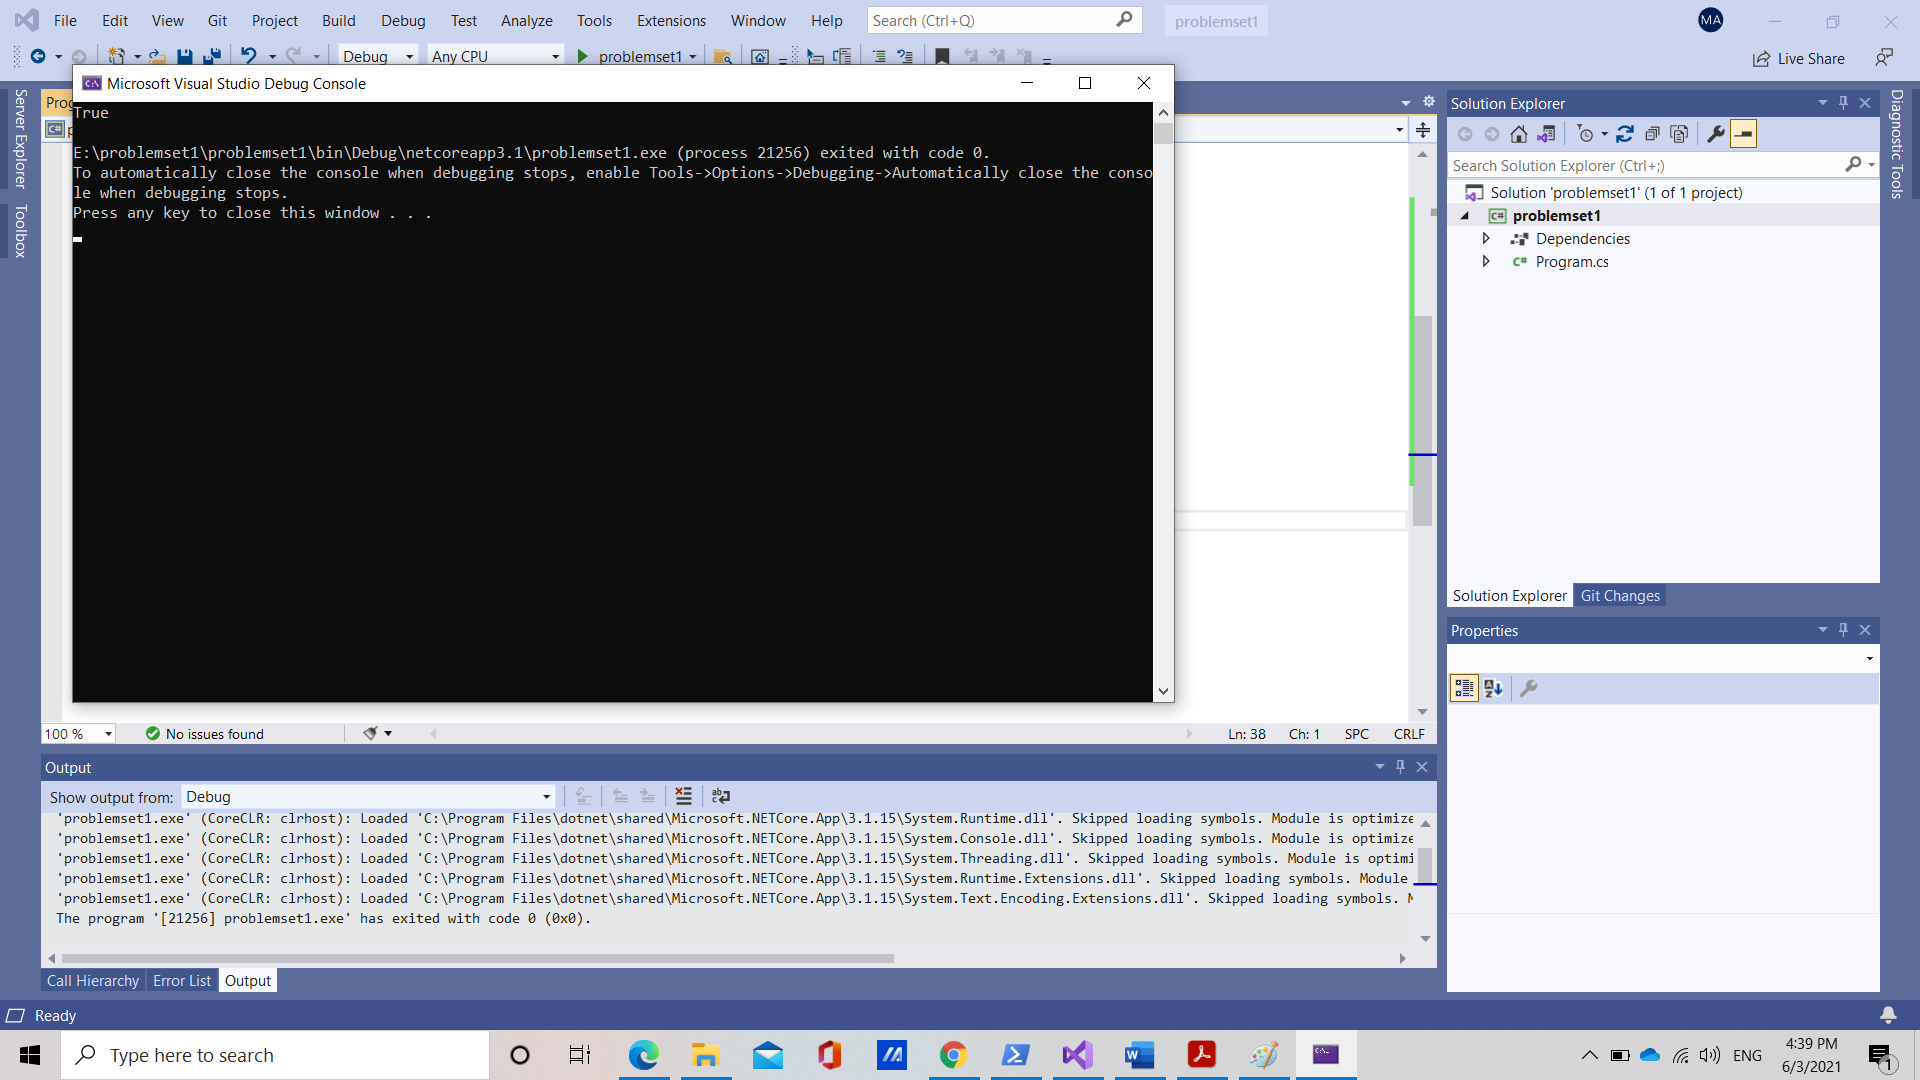 File Edit View Git Project Build Debug Test Analyze Tools Extensions Window Help Search (Ctrl+Q) problemset1 MA
Debug Any CPU problemset1 Live Share
Microsoft Visual Studio Debug Console
True
E:\problemset1\problemset1\bin\Debug\netcoreapp3.1\problemset1.exe (process 21256) exited with code 0.
To automatically close the console when debugging stops, enable Tools->Options->Debugging->Automatically close the conso
le when debugging stops.
Press any key to close this window . . .
Server Explorer
Toolbox
100 % No issues found Ln: 38 Ch: 1 SPC CRLF
Output
Show output from: Debug
'problemset1.exe' (CoreCLR: clrhost): Loaded 'C:\Program Files\dotnet\shared\Microsoft.NETCore.App\3.1.15\System.Runtime.dll'. Skipped loading symbols. Module is optimize
'problemset1.exe' (CoreCLR: clrhost): Loaded 'C:\Program Files\dotnet\shared\Microsoft.NETCore.App\3.1.15\System.Console.dll'. Skipped loading symbols. Module is optimize
'problemset1.exe' (CoreCLR: clrhost): Loaded 'C:\Program Files\dotnet\shared\Microsoft.NETCore.App\3.1.15\System.Threading.dll'. Skipped loading symbols. Module is optimi
'problemset1.exe' (CoreCLR: clrhost): Loaded 'C:\Program Files\dotnet\shared\Microsoft.NETCore.App\3.1.15\System.Runtime.Extensions.dll'. Skipped loading symbols. Module
'problemset1.exe' (CoreCLR: clrhost): Loaded 'C:\Program Files\dotnet\shared\Microsoft.NETCore.App\3.1.15\System.Text.Encoding.Extensions.dll'. Skipped loading symbols.
The program '[21256] problemset1.exe' has exited with code 0 (0x0).
Call Hierarchy Error List Output
Solution Explorer
Search Solution Explorer (Ctrl+;)
Solution 'problemset1' (1 of 1 project)
C# problemset1
Dependencies
C# Program.cs
Solution Explorer Git Changes
Properties
Diagnostic Tools
Ready
Type here to search
ENG
4:39 PM
6/3/2021
1